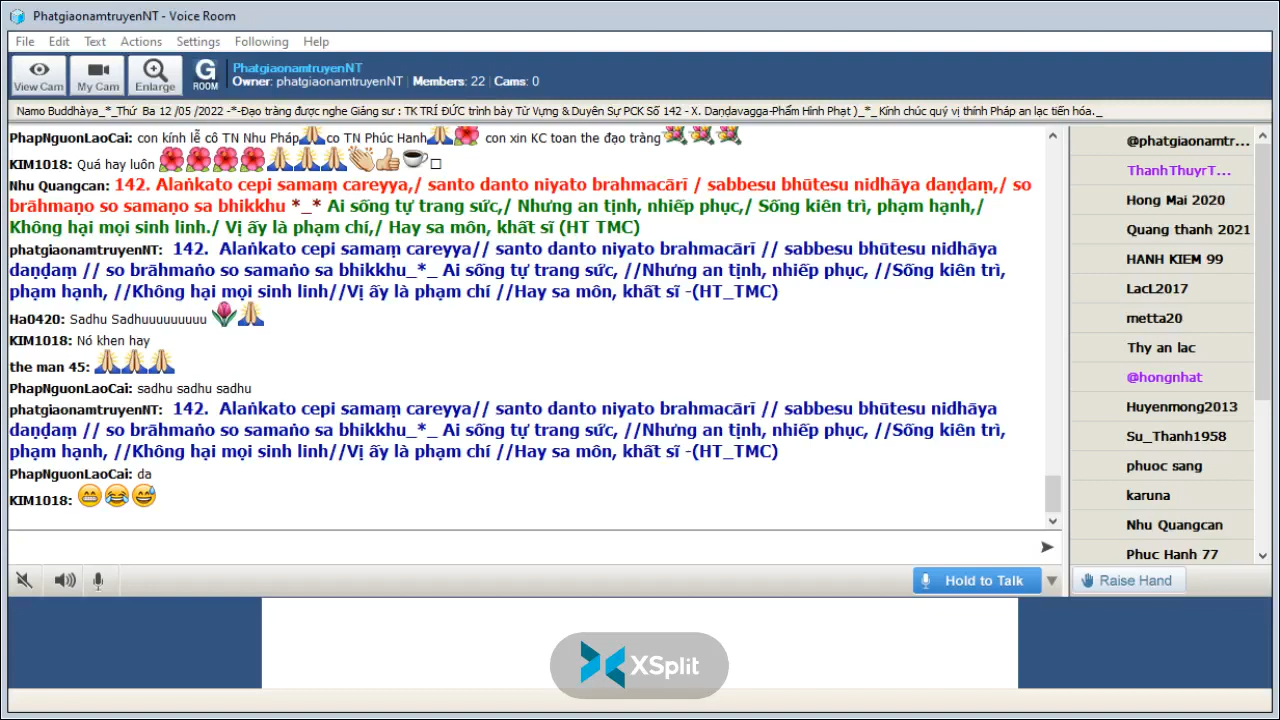 PhatgiaonamtruyenNT - Voice Room
File Edit Text Actions Settings Following Help
View Cam My Cam Enlarge G ROOM
PhatgiaonamtruyenNT
Owner: phatgiaonamtruyenNT | Members: 22 | Cams: 0
Namo Buddhàya_*_Thứ Ba 12 /05 /2022 -*-Đạo tràng được nghe Giảng sư : TK TRÍ ĐỨC trình bày Từ Vựng & Duyên Sự PCK Số 142 - X. Daṇḍavagga-Phẩm Hình Phạt )_*_ Kính chúc quý vị thính Pháp an lạc tiến hóa._
PhapNguonLaoCai: con kính lễ cô TN Nhu Pháp🙏co TN Phúc Hanh🙏🌺 con xin KC toan the đạo tràng💐💐💐
KIM1018: Quá hay luôn 🌺🌺🌺🌺🙏🙏🙏👏👍☕□
Nhu Quangcan: 142. Alaṅkato cepi samaṃ careyya,/ santo danto niyato brahmacārī / sabbesu bhūtesu nidhāya daṇḍaṃ,/ so
brāhmaṇo so samaṇo sa bhikkhu *_* Ai sống tự trang sức,/ Nhưng an tịnh, nhiếp phục,/ Sống kiên trì, phạm hạnh,/
Không hại mọi sinh linh./ Vị ấy là phạm chí,/ Hay sa môn, khất sĩ (HT TMC)
phatgiaonamtruyenNT: 142. Alaṅkato cepi samaṃ careyya// santo danto niyato brahmacārī // sabbesu bhūtesu nidhāya
daṇḍaṃ // so brāhmaṇo so samaṅo sa bhikkhu_*_ Ai sống tự trang sức, //Nhưng an tịnh, nhiếp phục, //Sống kiên trì,
phạm hạnh, //Không hại mọi sinh linh//Vị ấy là phạm chí //Hay sa môn, khất sĩ -(HT_TMC)
Ha0420: Sadhu Sadhuuuuuuuuu 🌷🙏
KIM1018: Nó khen hay
the man 45: 🙏🙏🙏
PhapNguonLaoCai: sadhu sadhu sadhu
phatgiaonamtruyenNT: 142. Alaṅkato cepi samaṃ careyya// santo danto niyato brahmacārī // sabbesu bhūtesu nidhāya
daṇḍaṃ // so brāhmaṇo so samaṅo sa bhikkhu_*_ Ai sống tự trang sức, //Nhưng an tịnh, nhiếp phục, //Sống kiên trì,
phạm hạnh, //Không hại mọi sinh linh//Vị ấy là phạm chí //Hay sa môn, khất sĩ -(HT_TMC)
PhapNguonLaoCai: da
KIM1018: 😁😂😅
@phatgiaonamtr...
ThanhThuyrT...
Hong Mai 2020
Quang thanh 2021
HANH KIEM 99
LacL2017
metta20
Thy an lac
@hongnhat
Huyenmong2013
Su_Thanh1958
phuoc sang
karuna
Nhu Quangcan
Phuc Hanh 77
Hold to Talk
Raise Hand
XSplit